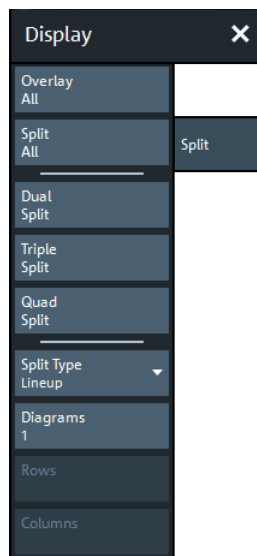 Display
Overlay
All
Split
All
Split
Dual
Split
Triple
Split
Quad
Split
Split Type
Lineup
Diagrams
1
Rows
Columns